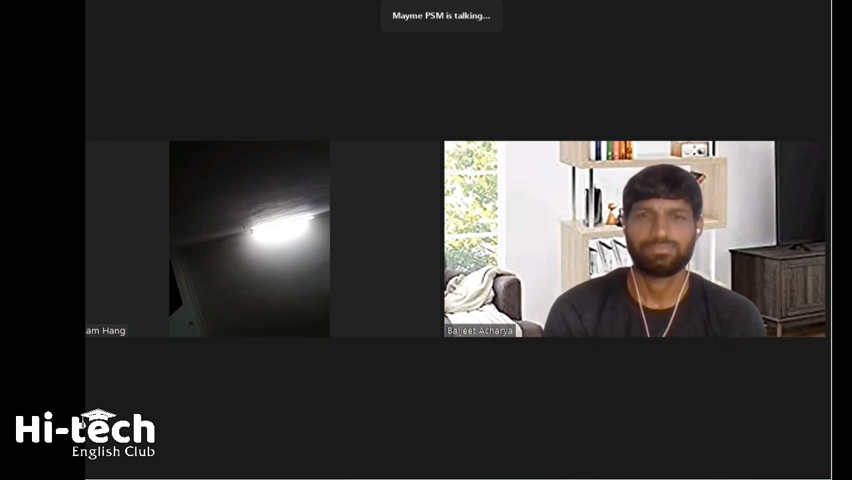 Mayme PSM is talking...
am Hang
Baljeet Acharya
Hi-tech
English Club